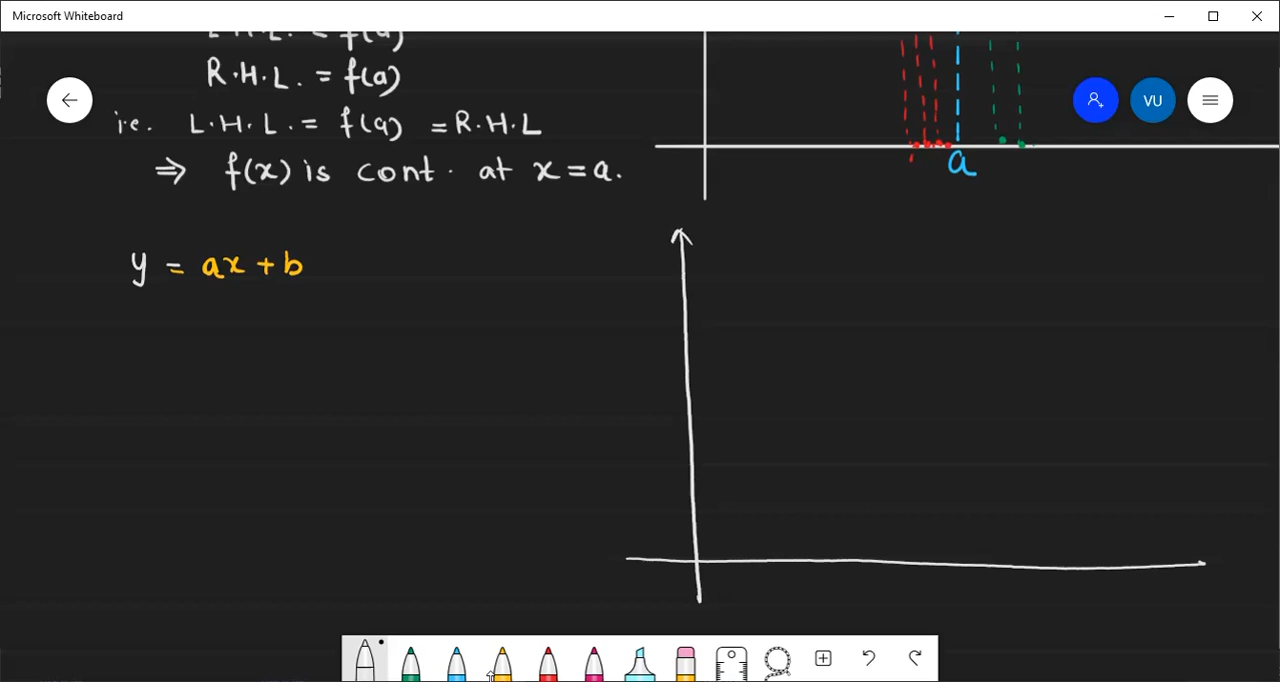 Microsoft Whiteboard
L.H.L. = f(a)
R.H.L. = f(a)
i.e. L.H.L. = f(a) = R.H.L
⇒ f(x) is cont. at x = a.
a
VU
y = ax + b